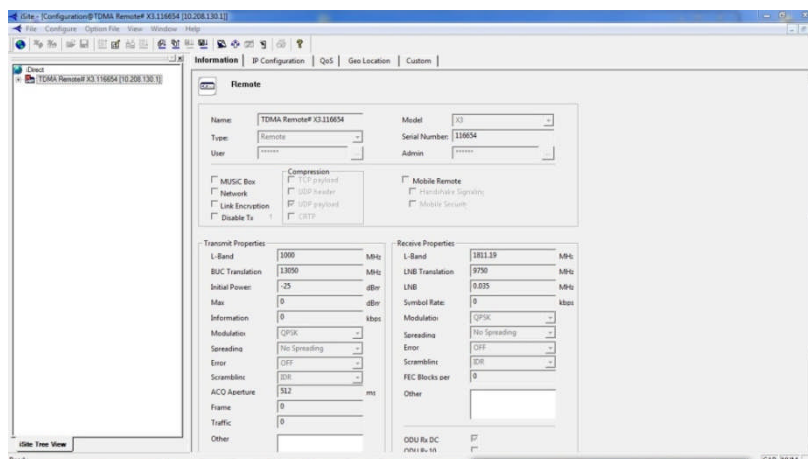 iSite - [Configuration@TDMA Remote# X3.116654 [10.208.130.1]]
File Configure Option File View Window Help
iDirect
TDMA Remote# X3.116654 [10.208.130.1]
Information IP Configuration QoS Geo Location Custom
Remote
Name: TDMA Remote# X3.116654 Model X3
Type: Remote Serial Number: 116654
User ****** ... Admin ****** ...
Compression
MUSiC Box TCP payload Mobile Remote
Network UDP header Handshake Signaling
Link Encryption UDP payload Mobile Secure
Disable Tx CRTP
Transmit Properties
L-Band 1000 MHz
BUC Translation 13050 MHz
Initial Power: -25 dBm
Max 0 dBm
Information 0 kbps
Modulation QPSK
Spreading No Spreading
Error OFF
Scrambling IDR
ACQ Aperture 512 ms
Frame 0
Traffic 0
Other
Receive Properties
L-Band 1811.19 MHz
LNB Translation 9750 MHz
LNB 0.035 MHz
Symbol Rate: 0 kbps
Modulation QPSK
Spreading No Spreading
Error OFF
Scrambling IDR
FEC Blocks per 0
Other
ODU Rx DC
ODU Rx 10
iSite Tree View